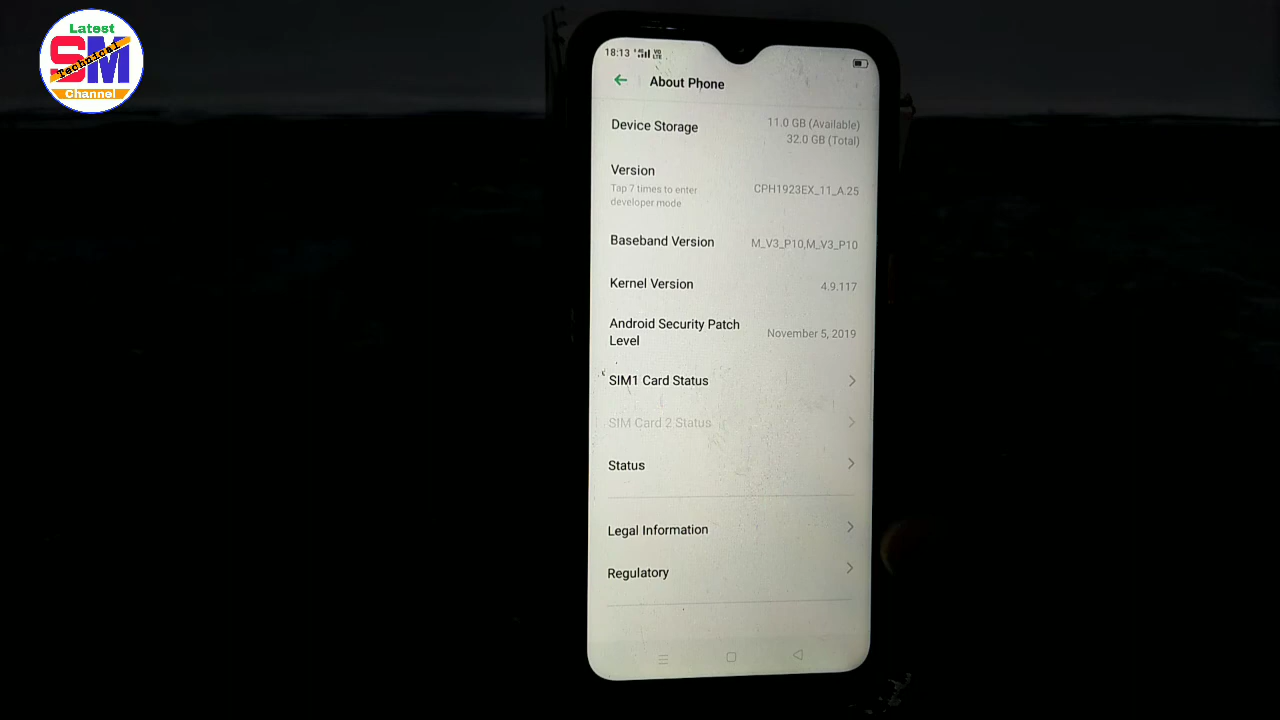 Latest
SM
Technical
Channel
18:13
VO
LTE
About Phone
Device Storage
11.0 GB (Available)
32.0 GB (Total)
Version
Tap 7 times to enter
developer mode
CPH1923EX_11_A.25
Baseband Version
M_V3_P10,M_V3_P10
Kernel Version
4.9.117
Android Security Patch
Level
November 5, 2019
SIM1 Card Status
SIM Card 2 Status
Status
Legal Information
Regulatory